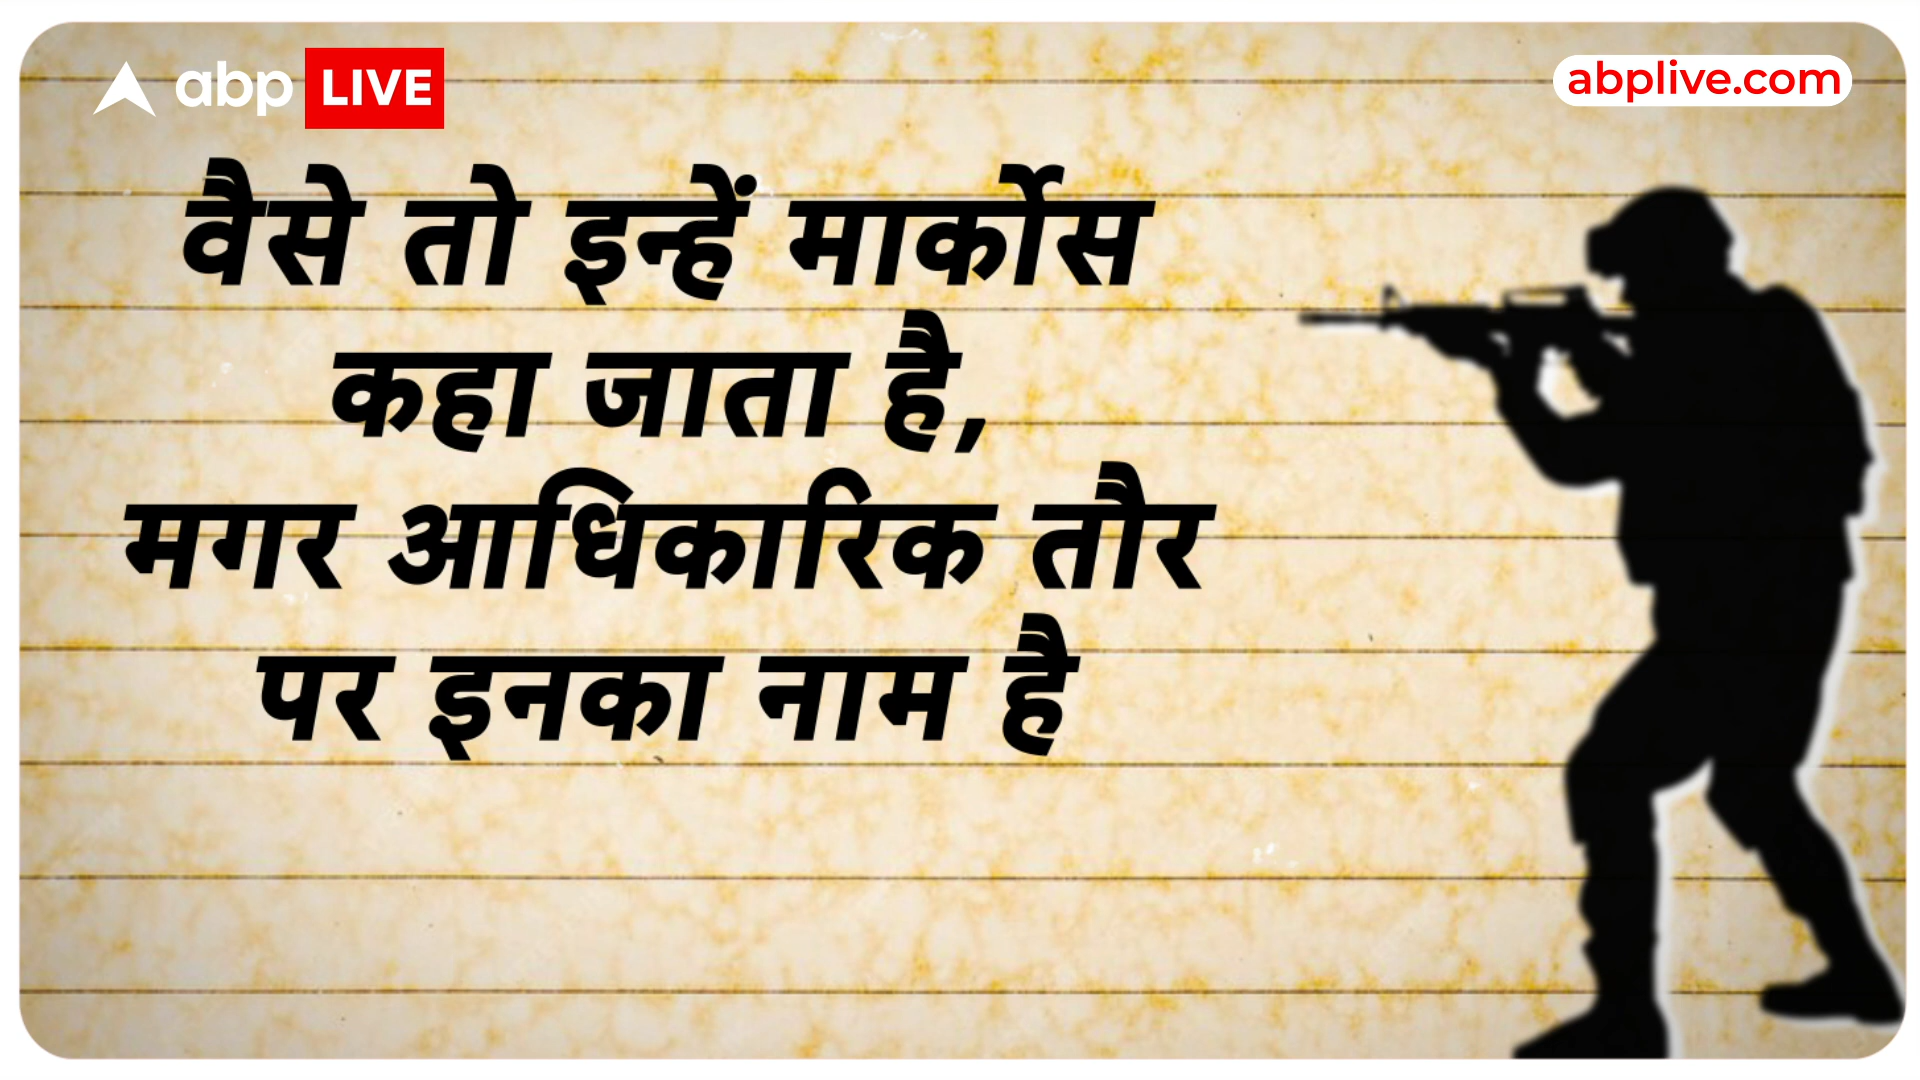 abp LIVE
abplive.com
वैसे तो इन्हें मार्कोस
कहा जाता है,
मगर आधिकारिक तौर
पर इनका नाम है